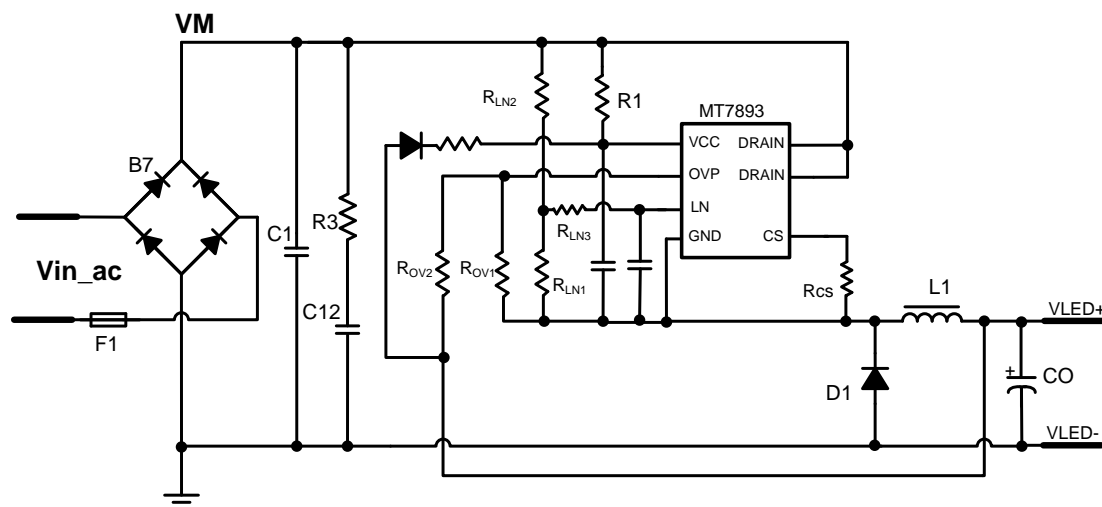 VM
B7
Vin_ac
F1
C1
R3
C12
RLN2
R1
MT7893
VCC DRAIN
OVP DRAIN
LN
GND CS
RLN3
ROV2
ROV1
RLN1
Rcs
L1
VLED+
D1
+
CO
VLED-